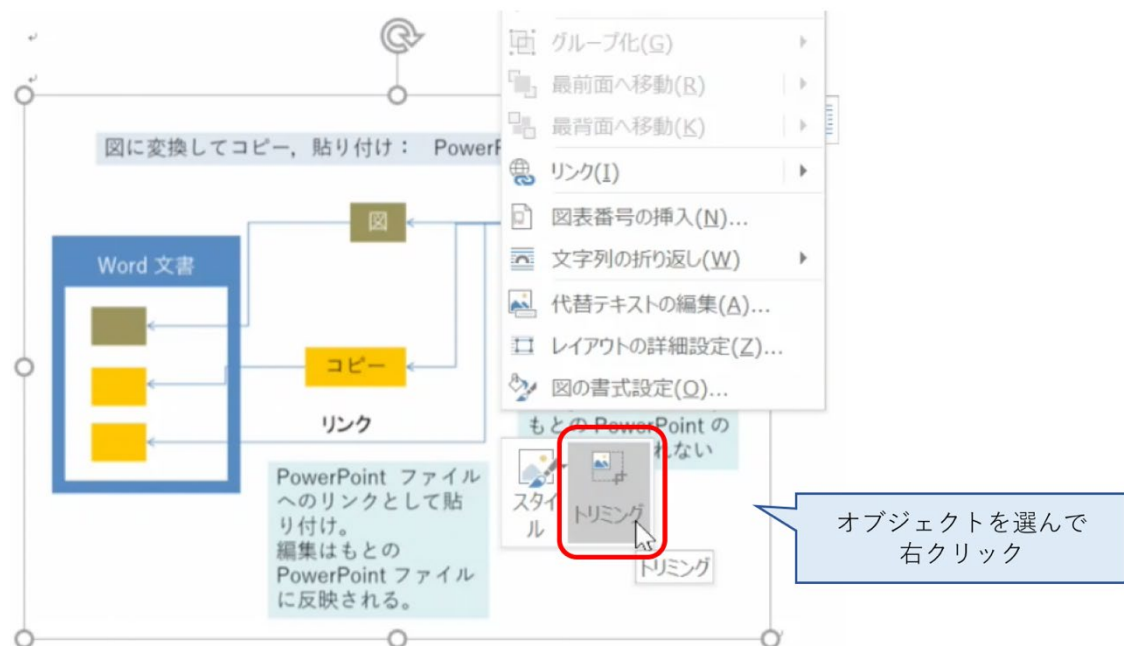 グループ化(G)
最前面へ移動(R)
最背面へ移動(K)
リンク(I)
図表番号の挿入(N)...
文字列の折り返し(W)
代替テキストの編集(A)...
レイアウトの詳細設定(Z)...
図の書式設定(O)...
図に変換してコピー，貼り付け： PowerP
図
Word 文書
コピー
リンク
もとの PowerPoint の
れない
PowerPoint ファイル
へのリンクとして貼
り付け。
編集はもとの
PowerPoint ファイル
に反映される。
スタイ
ル
トリミング
トリミング
オブジェクトを選んで
右クリック